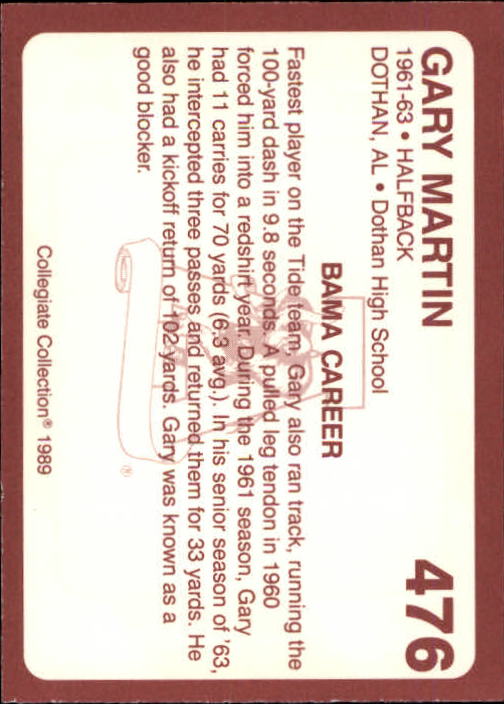 GARY MARTIN 476
1961-63 • HALFBACK
DOTHAN, AL • Dothan High School
BAMA CAREER
Fastest player on the Tide team, Gary also ran track, running the
100-yard dash in 9.8 seconds. A pulled leg tendon in 1960
forced him into a redshirt year. During the 1961 season, Gary
had 11 carries for 70 yards (6.3 avg.). In his senior season of '63,
he intercepted three passes and returned them for 33 yards. He
also had a kickoff return of 102 yards. Gary was known as a
good blocker.
®
Collegiate Collection® 1989